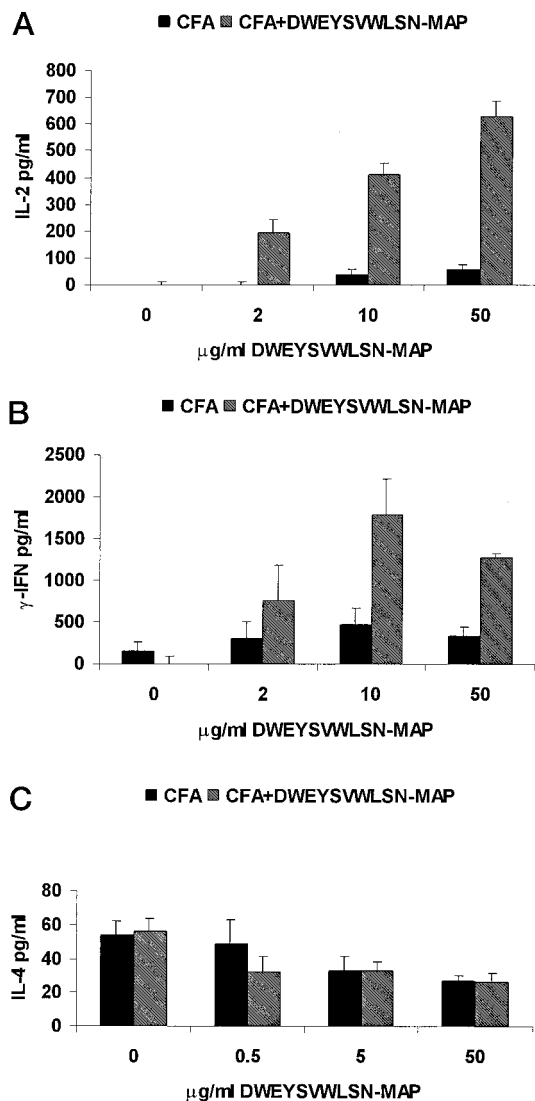 A
CFA CFA+DWEYSVWLSN-MAP
IL-2 pg/ml
800
700
600
500
400
300
200
100
0
0 2 10 50
µg/ml DWEYSVWLSN-MAP
B
CFA CFA+DWEYSVWLSN-MAP
γ-IFN pg/ml
2500
2000
1500
1000
500
0
0 2 10 50
µg/ml DWEYSVWLSN-MAP
C
CFA CFA+DWEYSVWLSN-MAP
IL-4 pg/ml
80
60
40
20
0
0 0.5 5 50
µg/ml DWEYSVWLSN-MAP